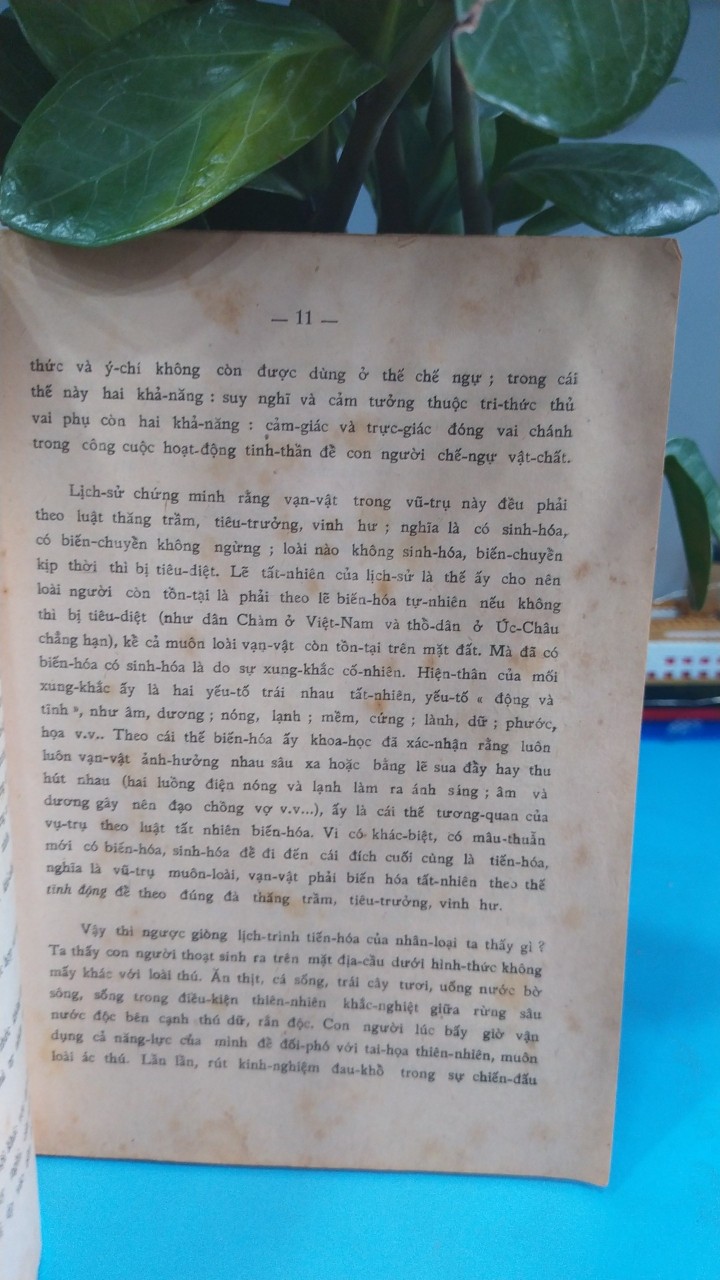 — 11 —
thức và ý-chí không còn được dùng ở thế chế ngự ; trong cái
thế này hai khả-năng : suy nghĩ và cảm tưởng thuộc tri-thức thủ
vai phụ còn hai khả-năng : cảm-giác và trực-giác đóng vai chánh
trong công cuộc hoạt-động tinh-thần để con người chế-ngự vật-chất.
Lịch-sử chứng minh rằng vạn-vật trong vũ-trụ này đều phải
theo luật thăng trầm, tiêu-trưởng, vinh hư ; nghĩa là có sinh-hóa,
có biến-chuyển không ngừng ; loài nào không sinh-hóa, biến-chuyển
kịp thời thì bị tiêu-diệt. Lẽ tất-nhiên của lịch-sử là thế ấy cho nên
loài người còn tồn-tại là phải theo lẽ biến-hóa tự-nhiên nếu không
thì bị tiêu-diệt (như dân Chàm ở Việt-Nam và thổ-dân ở Úc-Châu
chẳng hạn), kể cả muôn loài vạn-vật còn tồn-tại trên mặt đất. Mà đã có
biến-hóa có sinh-hóa là do sự xung-khắc cố-nhiên. Hiện-thân của mối
xung-khắc ấy là hai yếu-tố trái nhau tất-nhiên, yếu-tố « động và
tĩnh », như âm, dương ; nóng, lạnh ; mềm, cứng ; lành, dữ ; phước,
họa v.v.. Theo cái thế biến-hóa ấy khoa-học đã xác-nhận rằng luôn
luôn vạn-vật ảnh-hưởng nhau sâu xa hoặc bằng lẽ sua đẩy hay thu
hút nhau (hai luồng điện nóng và lạnh làm ra ánh sáng ; âm và
dương gây nên đạo chồng vợ v.v...), ấy là cái thế tương-quan của
vụ-trụ theo luật tất nhiên biến-hóa. Vì có khác-biệt, có mâu-thuẫn
mới có biến-hóa, sinh-hóa để đi đến cái đích cuối cùng là tiến-hóa,
nghĩa là vũ-trụ muôn-loài, vạn-vật phải biến hóa tất-nhiên theo thế
tĩnh động để theo đúng đà thăng trầm, tiêu-trưởng, vinh hư.
Vậy thì ngược giòng lịch-trình tiến-hóa của nhân-loại ta thấy gì ?
Ta thấy con người thoạt sinh ra trên mặt địa-cầu dưới hình-thức không
mấy khác với loài thú. Ăn thịt, cá sống, trái cây tươi, uống nước bờ
sông, sống trong điều-kiện thiên-nhiên khắc-nghiệt giữa rừng sâu
nước độc bên cạnh thú dữ, rắn độc. Con người lúc bấy giờ vận
dụng cả năng-lực của mình để đối-phó với tai-họa thiên-nhiên, muôn
loài ác thú. Lần lần, rút kinh-nghiệm đau-khổ trong sự chiến-đấu